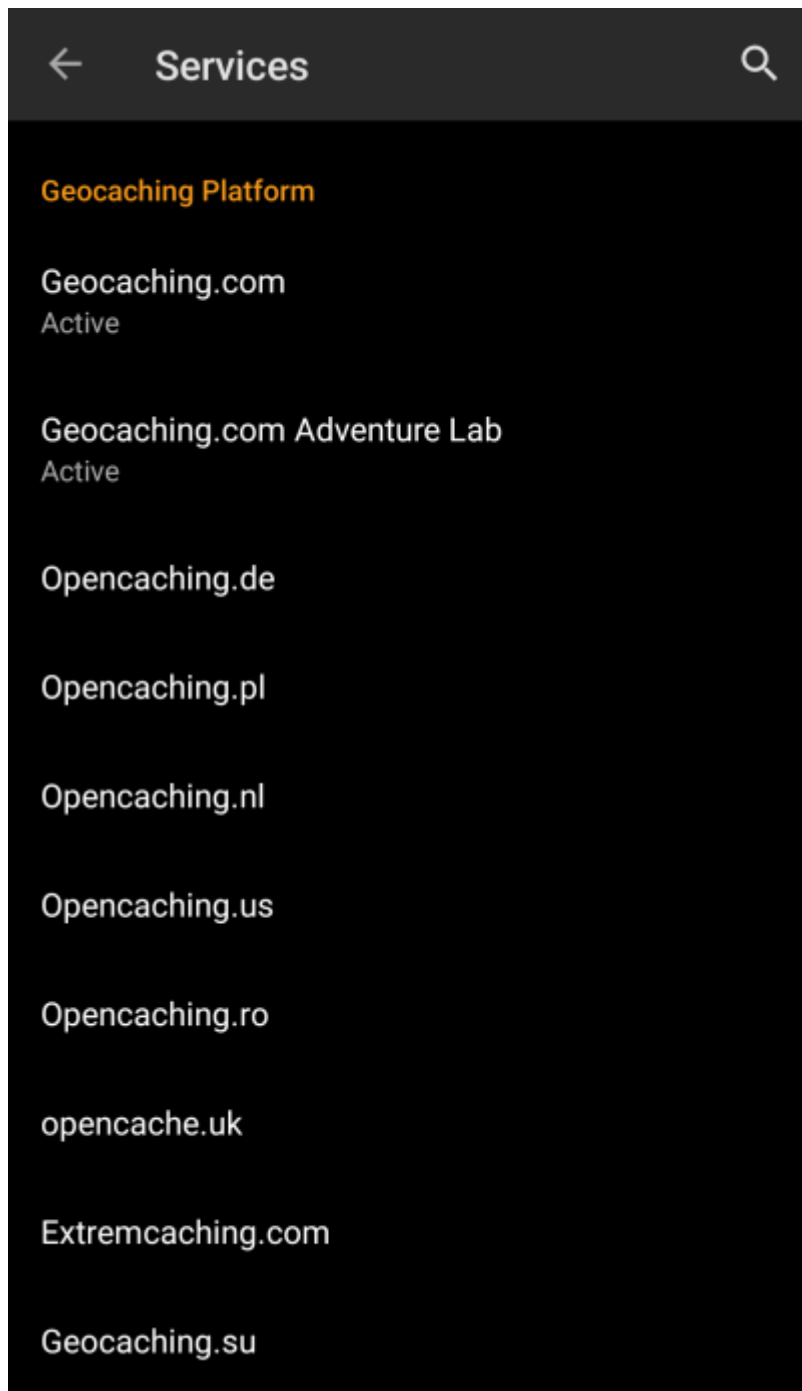 Services
Geocaching Platform
Geocaching.com
Active
Geocaching.com Adventure Lab
Active
Opencaching.de
Opencaching.pl
Opencaching.nl
Opencaching.us
Opencaching.ro
opencache.uk
Extremcaching.com
Geocaching.su